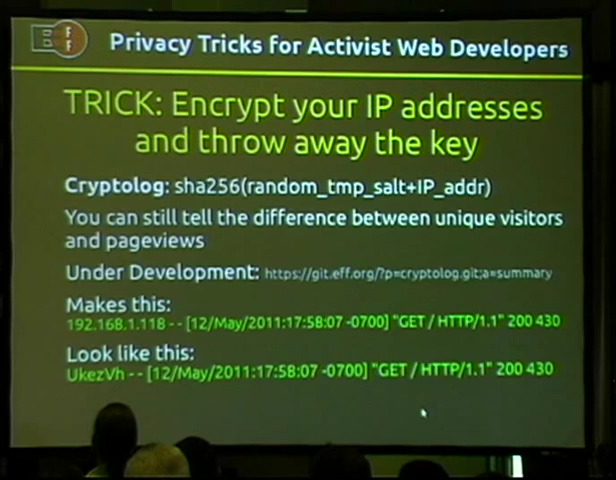 EFF
Privacy Tricks for Activist Web Developers
TRICK: Encrypt your IP addresses
and throw away the key
Cryptolog: sha256(random_tmp_salt+IP_addr)
You can still tell the difference between unique visitors
and pageviews
Under Development: https://git.eff.org/?p=cryptolog.git;a=summary
Makes this:
192.168.1.118 - - [12/May/2011:17:58:07 -0700] "GET / HTTP/1.1" 200 430
Look like this:
UkezVh - - [12/May/2011:17:58:07 -0700] "GET / HTTP/1.1" 200 430